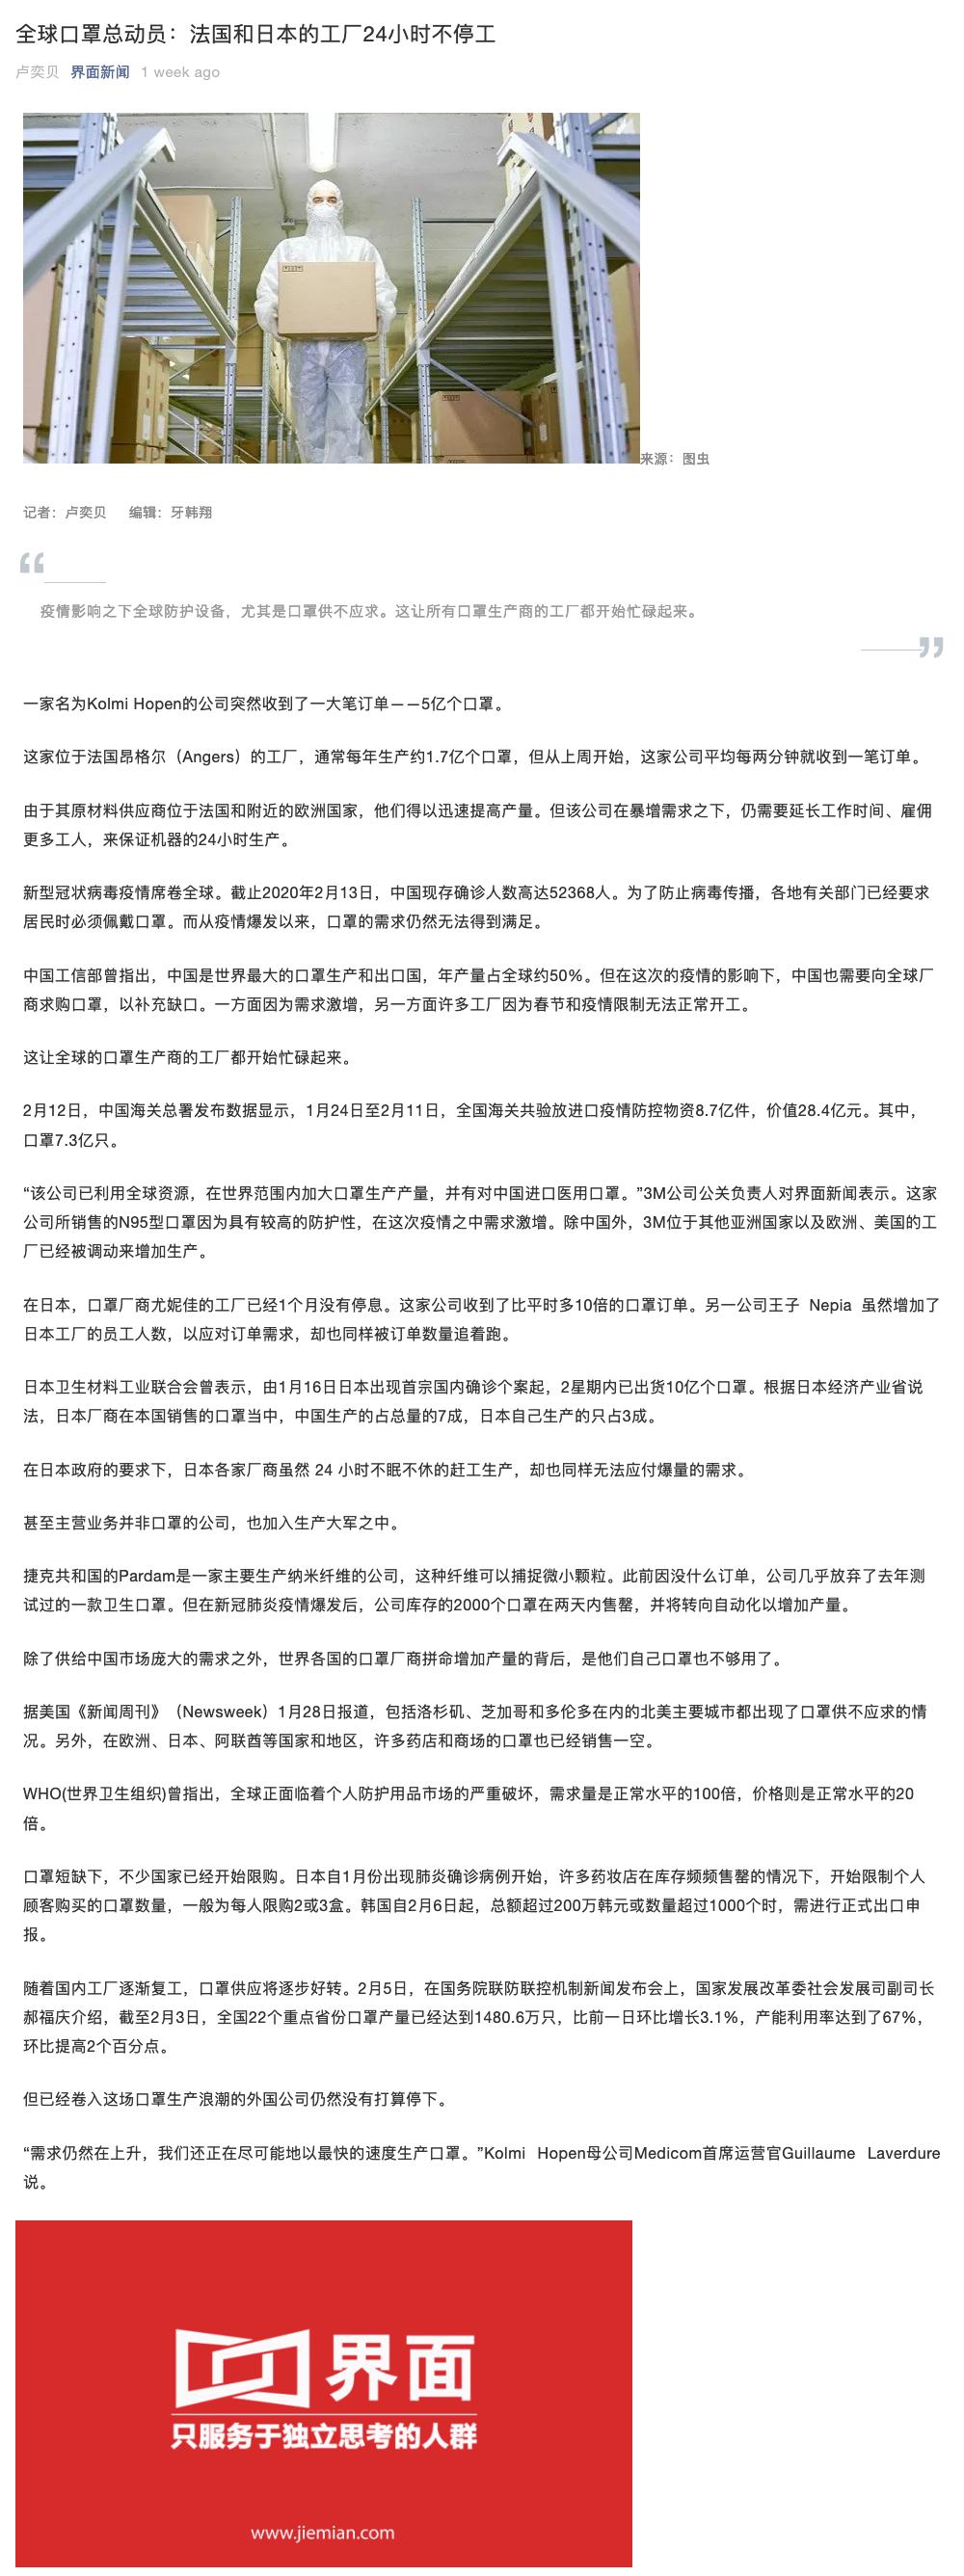 全球口罩总动员：法国和日本的工厂24小时不停工
卢奕贝 界面新闻 1 week ago
来源：图虫
记者：卢奕贝 编辑：牙韩翔
“
疫情影响之下全球防护设备，尤其是口罩供不应求。这让所有口罩生产商的工厂都开始忙碌起来。
”
一家名为Kolmi Hopen的公司突然收到了一大笔订单——5亿个口罩。
这家位于法国昂格尔（Angers）的工厂，通常每年生产约1.7亿个口罩，但从上周开始，这家公司平均每两分钟就收到一笔订单。
由于其原材料供应商位于法国和附近的欧洲国家，他们得以迅速提高产量。但该公司在暴增需求之下，仍需要延长工作时间、雇佣
更多工人，来保证机器的24小时生产。
新型冠状病毒疫情席卷全球。截止2020年2月13日，中国现存确诊人数高达52368人。为了防止病毒传播，各地有关部门已经要求
居民时必须佩戴口罩。而从疫情爆发以来，口罩的需求仍然无法得到满足。
中国工信部曾指出，中国是世界最大的口罩生产和出口国，年产量占全球约50%。但在这次的疫情的影响下，中国也需要向全球厂
商求购口罩，以补充缺口。一方面因为需求激增，另一方面许多工厂因为春节和疫情限制无法正常开工。
这让全球的口罩生产商的工厂都开始忙碌起来。
2月12日，中国海关总署发布数据显示，1月24日至2月11日，全国海关共验放进口疫情防控物资8.7亿件，价值28.4亿元。其中，
口罩7.3亿只。
“该公司已利用全球资源，在世界范围内加大口罩生产产量，并有对中国进口医用口罩。”3M公司公关负责人对界面新闻表示。这家
公司所销售的N95型口罩因为具有较高的防护性，在这次疫情之中需求激增。除中国外，3M位于其他亚洲国家以及欧洲、美国的工
厂已经被调动来增加生产。
在日本，口罩厂商尤妮佳的工厂已经1个月没有停息。这家公司收到了比平时多10倍的口罩订单。另一公司王子 Nepia 虽然增加了
日本工厂的员工人数，以应对订单需求，却也同样被订单数量追着跑。
日本卫生材料工业联合会曾表示，由1月16日日本出现首宗国内确诊个案起，2星期内已出货10亿个口罩。根据日本经济产业省说
法，日本厂商在本国销售的口罩当中，中国生产的占总量的7成，日本自己生产的只占3成。
在日本政府的要求下，日本各家厂商虽然 24 小时不眠不休的赶工生产，却也同样无法应付爆量的需求。
甚至主营业务并非口罩的公司，也加入生产大军之中。
捷克共和国的Pardam是一家主要生产纳米纤维的公司，这种纤维可以捕捉微小颗粒。此前因没什么订单，公司几乎放弃了去年测
试过的一款卫生口罩。但在新冠肺炎疫情爆发后，公司库存的2000个口罩在两天内售罄，并将转向自动化以增加产量。
除了供给中国市场庞大的需求之外，世界各国的口罩厂商拼命增加产量的背后，是他们自己口罩也不够用了。
据美国《新闻周刊》（Newsweek）1月28日报道，包括洛杉矶、芝加哥和多伦多在内的北美主要城市都出现了口罩供不应求的情
况。另外，在欧洲、日本、阿联酋等国家和地区，许多药店和商场的口罩也已经销售一空。
WHO(世界卫生组织)曾指出，全球正面临着个人防护用品市场的严重破坏，需求量是正常水平的100倍，价格则是正常水平的20
倍。
口罩短缺下，不少国家已经开始限购。日本自1月份出现肺炎确诊病例开始，许多药妆店在库存频频售罄的情况下，开始限制个人
顾客购买的口罩数量，一般为每人限购2或3盒。韩国自2月6日起，总额超过200万韩元或数量超过1000个时，需进行正式出口申
报。
随着国内工厂逐渐复工，口罩供应将逐步好转。2月5日，在国务院联防联控机制新闻发布会上，国家发展改革委社会发展司副司长
郝福庆介绍，截至2月3日，全国22个重点省份口罩产量已经达到1480.6万只，比前一日环比增长3.1%，产能利用率达到了67%，
环比提高2个百分点。
但已经卷入这场口罩生产浪潮的外国公司仍然没有打算停下。
“需求仍然在上升，我们还正在尽可能地以最快的速度生产口罩。”Kolmi Hopen母公司Medicom首席运营官Guillaume Laverdure
说。
界面
只服务于独立思考的人群
www.jiemian.com